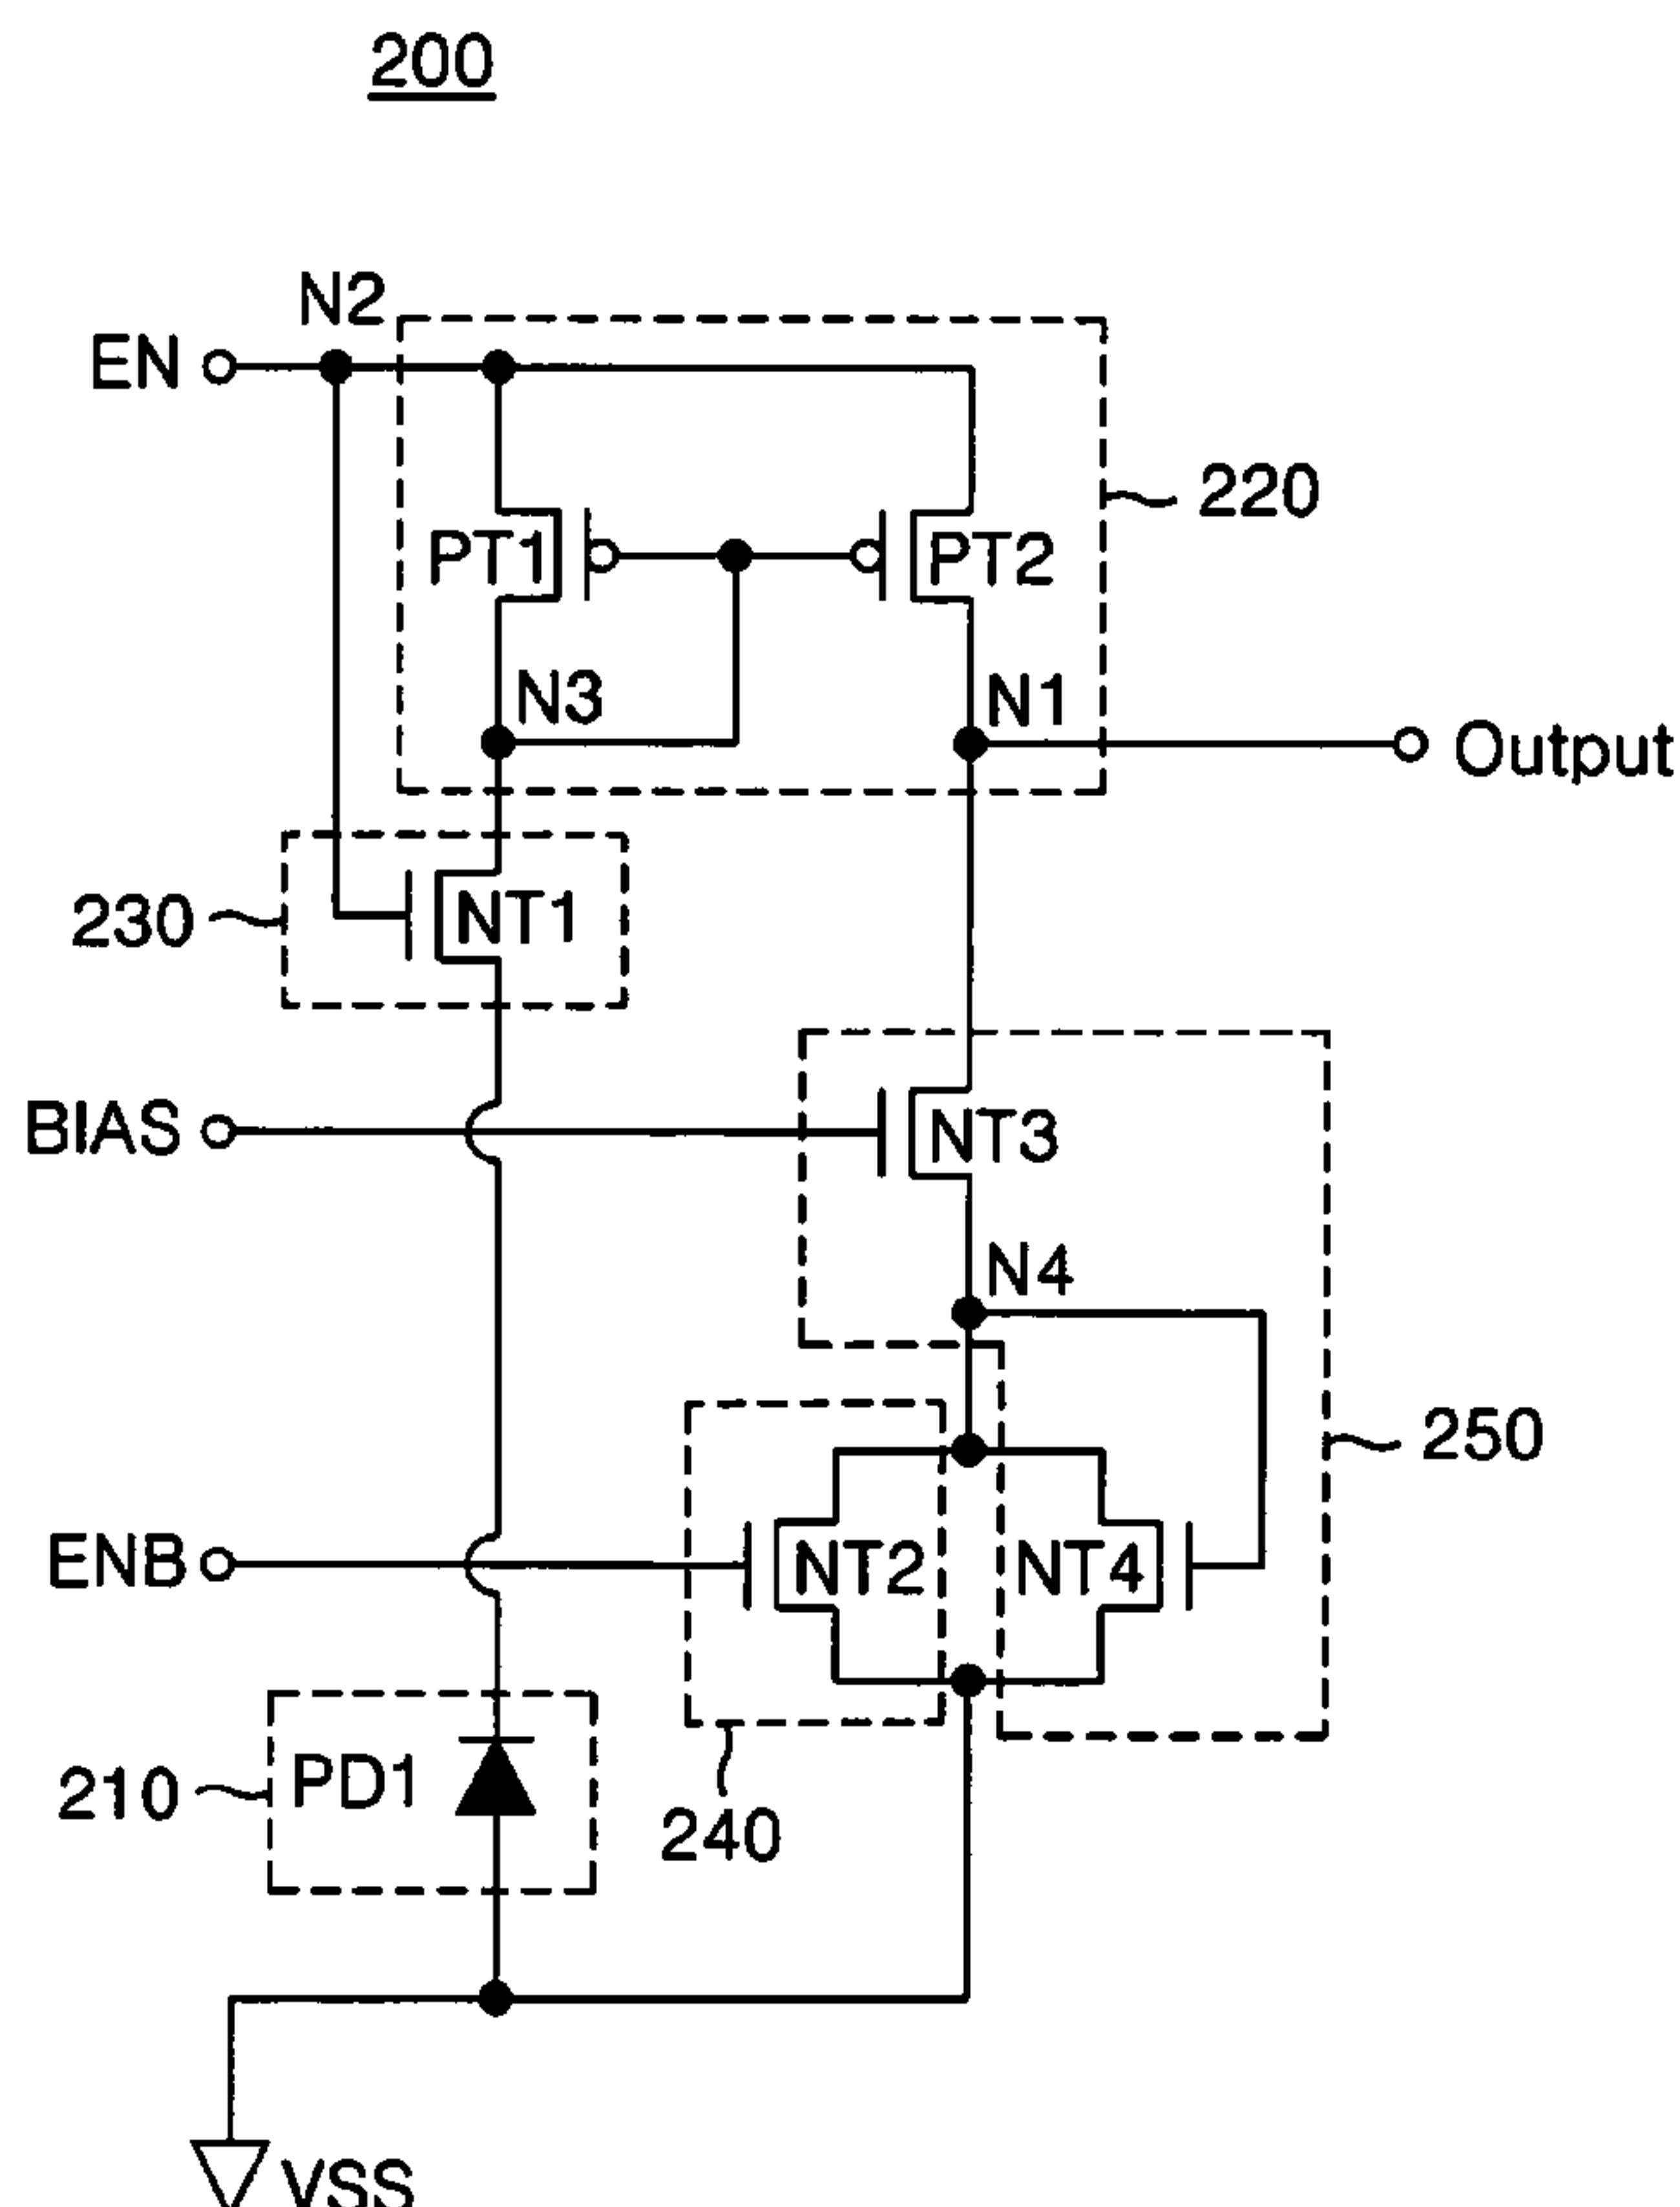 200
N2
EN
220
PT1
PT2
N3
N1
Output
230
NT1
BIAS
NT3
N4
250
ENB
NT2
NT4
210
PD1
240
VSS